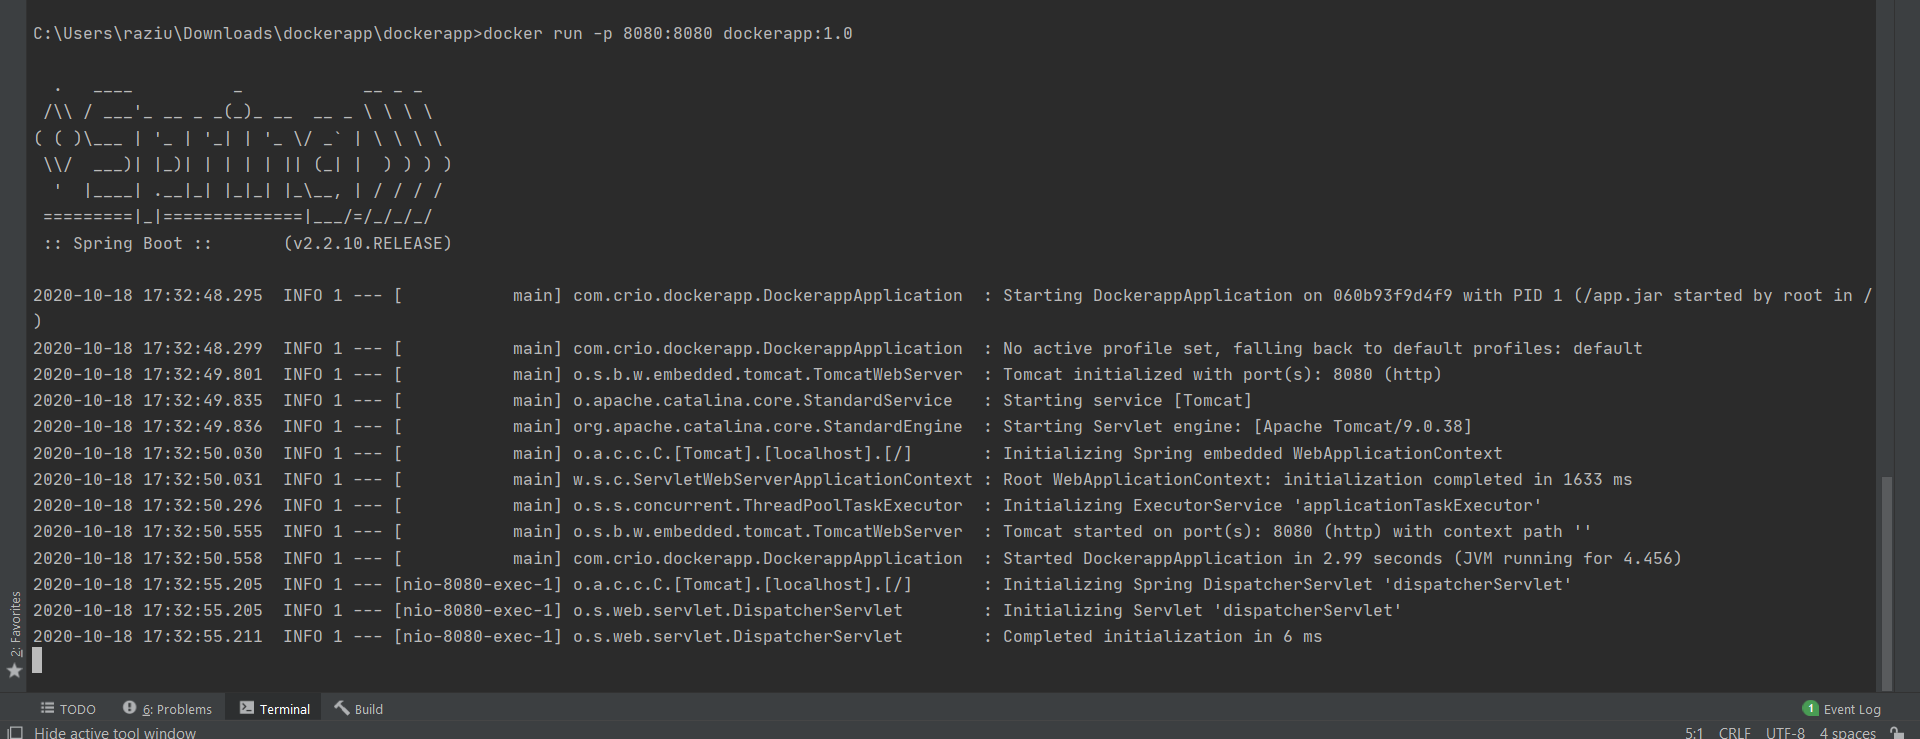 C:\Users\raziu\Downloads\dockerapp\dockerapp>docker run -p 8080:8080 dockerapp:1.0
  .   ____          _            __ _ _
 /\\ / ___'_ __ _ _(_)_ __  __ _ \ \ \ \
( ( )\___ | '_ | '_| | '_ \/ _` | \ \ \ \
 \\/  ___)| |_)| | | | | || (_| |  ) ) ) )
  '  |____| .__|_| |_|_| |_\__, | / / / /
 =========|_|==============|___/=/_/_/_/
 :: Spring Boot ::       (v2.2.10.RELEASE)
2020-10-18 17:32:48.295  INFO 1 --- [           main] com.crio.dockerapp.DockerappApplication  : Starting DockerappApplication on 060b93f9d4f9 with PID 1 (/app.jar started by root in /
)
2020-10-18 17:32:48.299  INFO 1 --- [           main] com.crio.dockerapp.DockerappApplication  : No active profile set, falling back to default profiles: default
2020-10-18 17:32:49.801  INFO 1 --- [           main] o.s.b.w.embedded.tomcat.TomcatWebServer  : Tomcat initialized with port(s): 8080 (http)
2020-10-18 17:32:49.835  INFO 1 --- [           main] o.apache.catalina.core.StandardService   : Starting service [Tomcat]
2020-10-18 17:32:49.836  INFO 1 --- [           main] org.apache.catalina.core.StandardEngine  : Starting Servlet engine: [Apache Tomcat/9.0.38]
2020-10-18 17:32:50.030  INFO 1 --- [           main] o.a.c.c.C.[Tomcat].[localhost].[/]       : Initializing Spring embedded WebApplicationContext
2020-10-18 17:32:50.031  INFO 1 --- [           main] w.s.c.ServletWebServerApplicationContext : Root WebApplicationContext: initialization completed in 1633 ms
2020-10-18 17:32:50.296  INFO 1 --- [           main] o.s.s.concurrent.ThreadPoolTaskExecutor  : Initializing ExecutorService 'applicationTaskExecutor'
2020-10-18 17:32:50.555  INFO 1 --- [           main] o.s.b.w.embedded.tomcat.TomcatWebServer  : Tomcat started on port(s): 8080 (http) with context path ''
2020-10-18 17:32:50.558  INFO 1 --- [           main] com.crio.dockerapp.DockerappApplication  : Started DockerappApplication in 2.99 seconds (JVM running for 4.456)
2020-10-18 17:32:55.205  INFO 1 --- [nio-8080-exec-1] o.a.c.c.C.[Tomcat].[localhost].[/]       : Initializing Spring DispatcherServlet 'dispatcherServlet'
2020-10-18 17:32:55.205  INFO 1 --- [nio-8080-exec-1] o.s.web.servlet.DispatcherServlet        : Initializing Servlet 'dispatcherServlet'
2020-10-18 17:32:55.211  INFO 1 --- [nio-8080-exec-1] o.s.web.servlet.DispatcherServlet        : Completed initialization in 6 ms
2: Favorites
TODO 6: Problems Terminal Build 1 Event Log
Hide active tool window 5:1 CRLF UTF-8 4 spaces